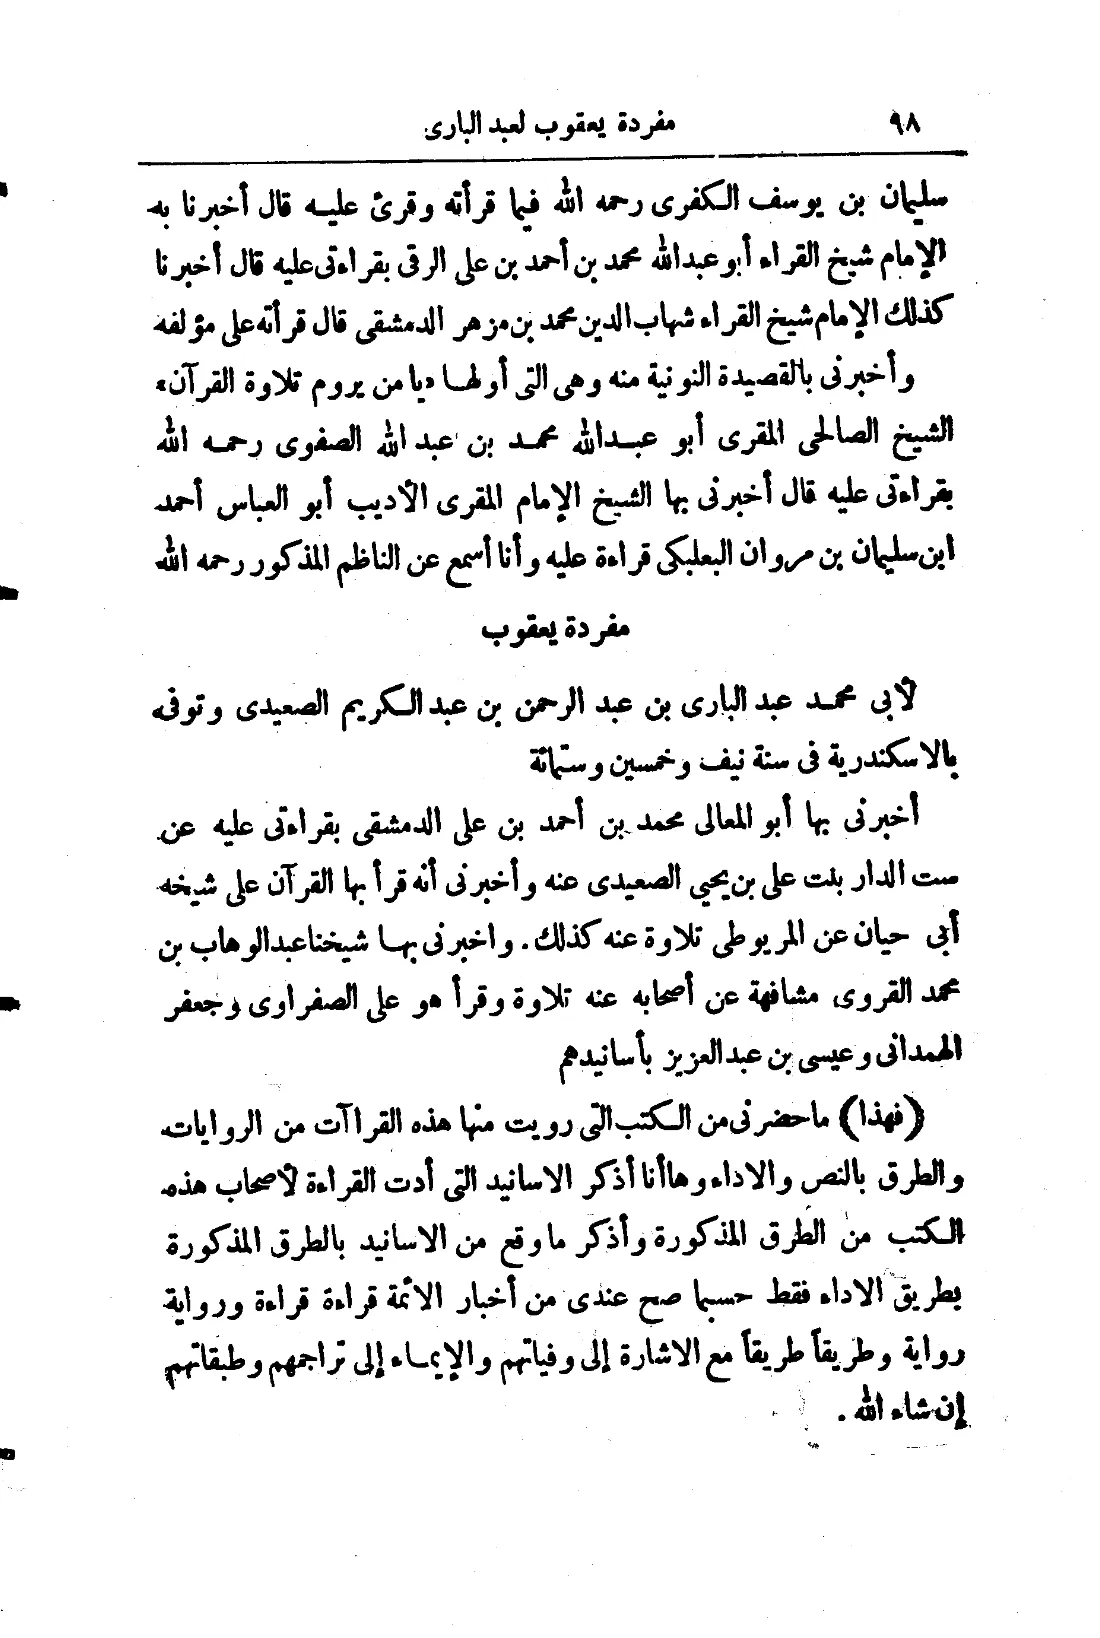 ٩٨ مفردة يعقوب لعبد البارى
سليمان بن يوسف الكفرى رحمه الله فيما قرأته وقرئ عليه قال أخبرنا به
الإمام شيخ القراء أبو عبدالله محمد بن أحمد بن على الرقى بقراءتى عليه قال أخبرنا
كذلك الإمام شيخ القراء شهاب الدين محمد بن مزهر الدمشقى قال قرأته على مؤلفه
وأخبرنى بالقصيدة النونية منه وهى التى أولها «يا من يروم تلاوة القرآن»
الشيخ الصالحى المقرى أبو عبدالله محمد بن عبد الله الصفوى رحمه الله
بقراءتى عليه قال أخبرنى بها الشيخ الإمام المقرى الأديب أبو العباس أحمد
ابن سليمان بن مروان البعلبكى قراءة عليه وأنا أسمع عن الناظم المذكور رحمه الله
مفردة يعقوب
لأبى محمد عبد البارى بن عبد الرحمن بن عبد الكريم الصعيدى وتوفى
بالاسكندرية فى سنة نيف وخمسين وستمائة
أخبرنى بها أبو المعالى محمد بن أحمد بن على الدمشقى بقراءتى عليه عن
ست الدار بنت على بن يحيى الصعيدى عنه وأخبرنى أنه قرأ بها القرآن على شيخه
أبى حيان عن المريوطى تلاوة عنه كذلك. واخبرنى بها شيخنا عبد الوهاب بن
محمد القروى مشافهة عن أصحابه عنه تلاوة وقرأ هو على الصفراوى وجعفر
الهمدانى وعيسى بن عبد العزيز بأسانيدهم
(فهذا) ما حضرنى من الكتب التى رويت منها هذه القراآت من الروايات
والطرق بالنص والاداء وها أنا أذكر الاسانيد التى أدت القراءة لأصحاب هذه
الكتب من الطرق المذكورة وأذكر ما وقع من الاسانيد بالطرق المذكورة
بطريق الاداء فقط حسبما صح عندى من أخبار الائمة قراءة قراءة ورواية
رواية وطريقاً طريقاً مع الاشارة إلى وفياتهم والإيماء إلى تراجمهم وطبقاتهم
إن شاء الله .